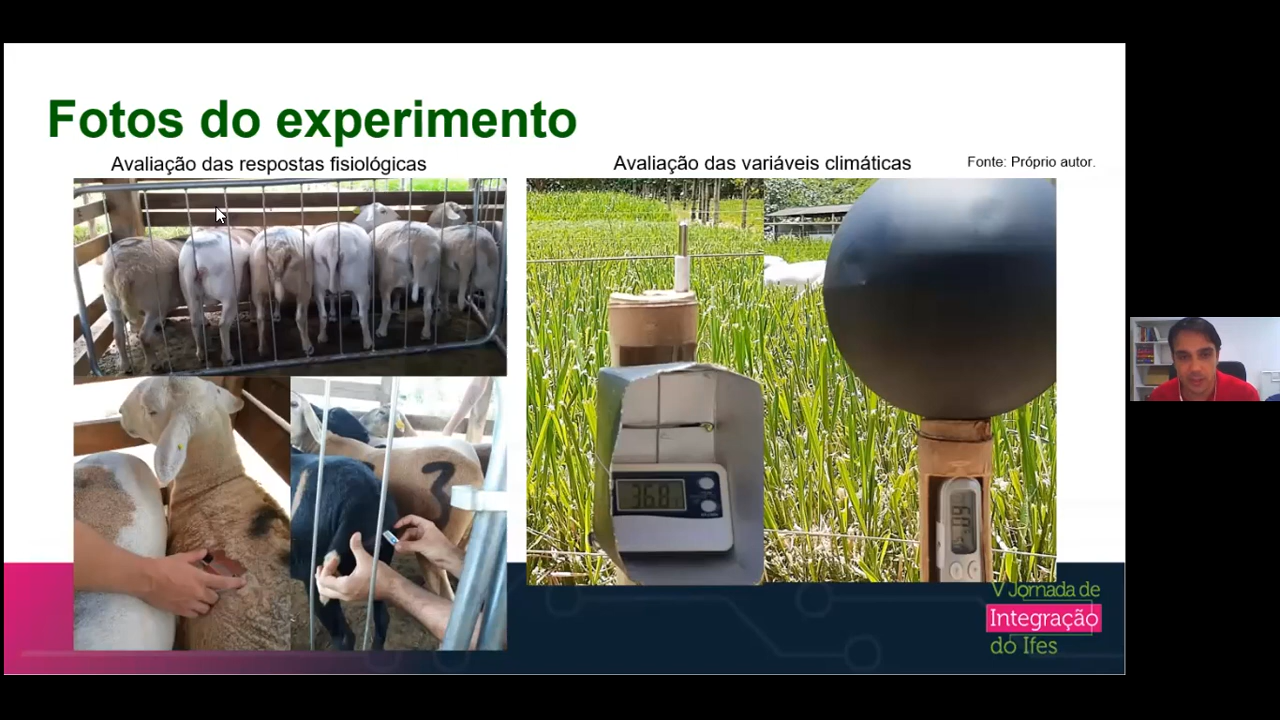 Fotos do experimento
Avaliação das respostas fisiológicas
Avaliação das variáveis climáticas
Fonte: Próprio autor.
3
36.8
V Jornada de
Integração
do Ifes